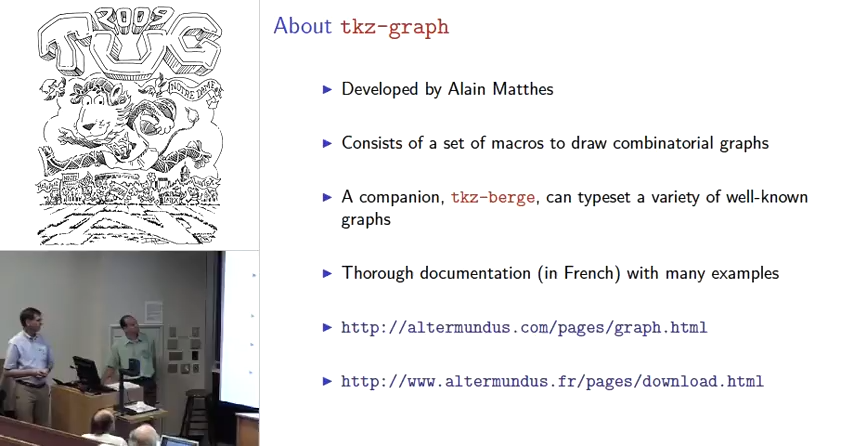 2009
TUG
NOTRE DAME
About tkz-graph
Developed by Alain Matthes
Consists of a set of macros to draw combinatorial graphs
A companion, tkz-berge, can typeset a variety of well-known
graphs
Thorough documentation (in French) with many examples
http://altermundus.com/pages/graph.html
http://www.altermundus.fr/pages/download.html